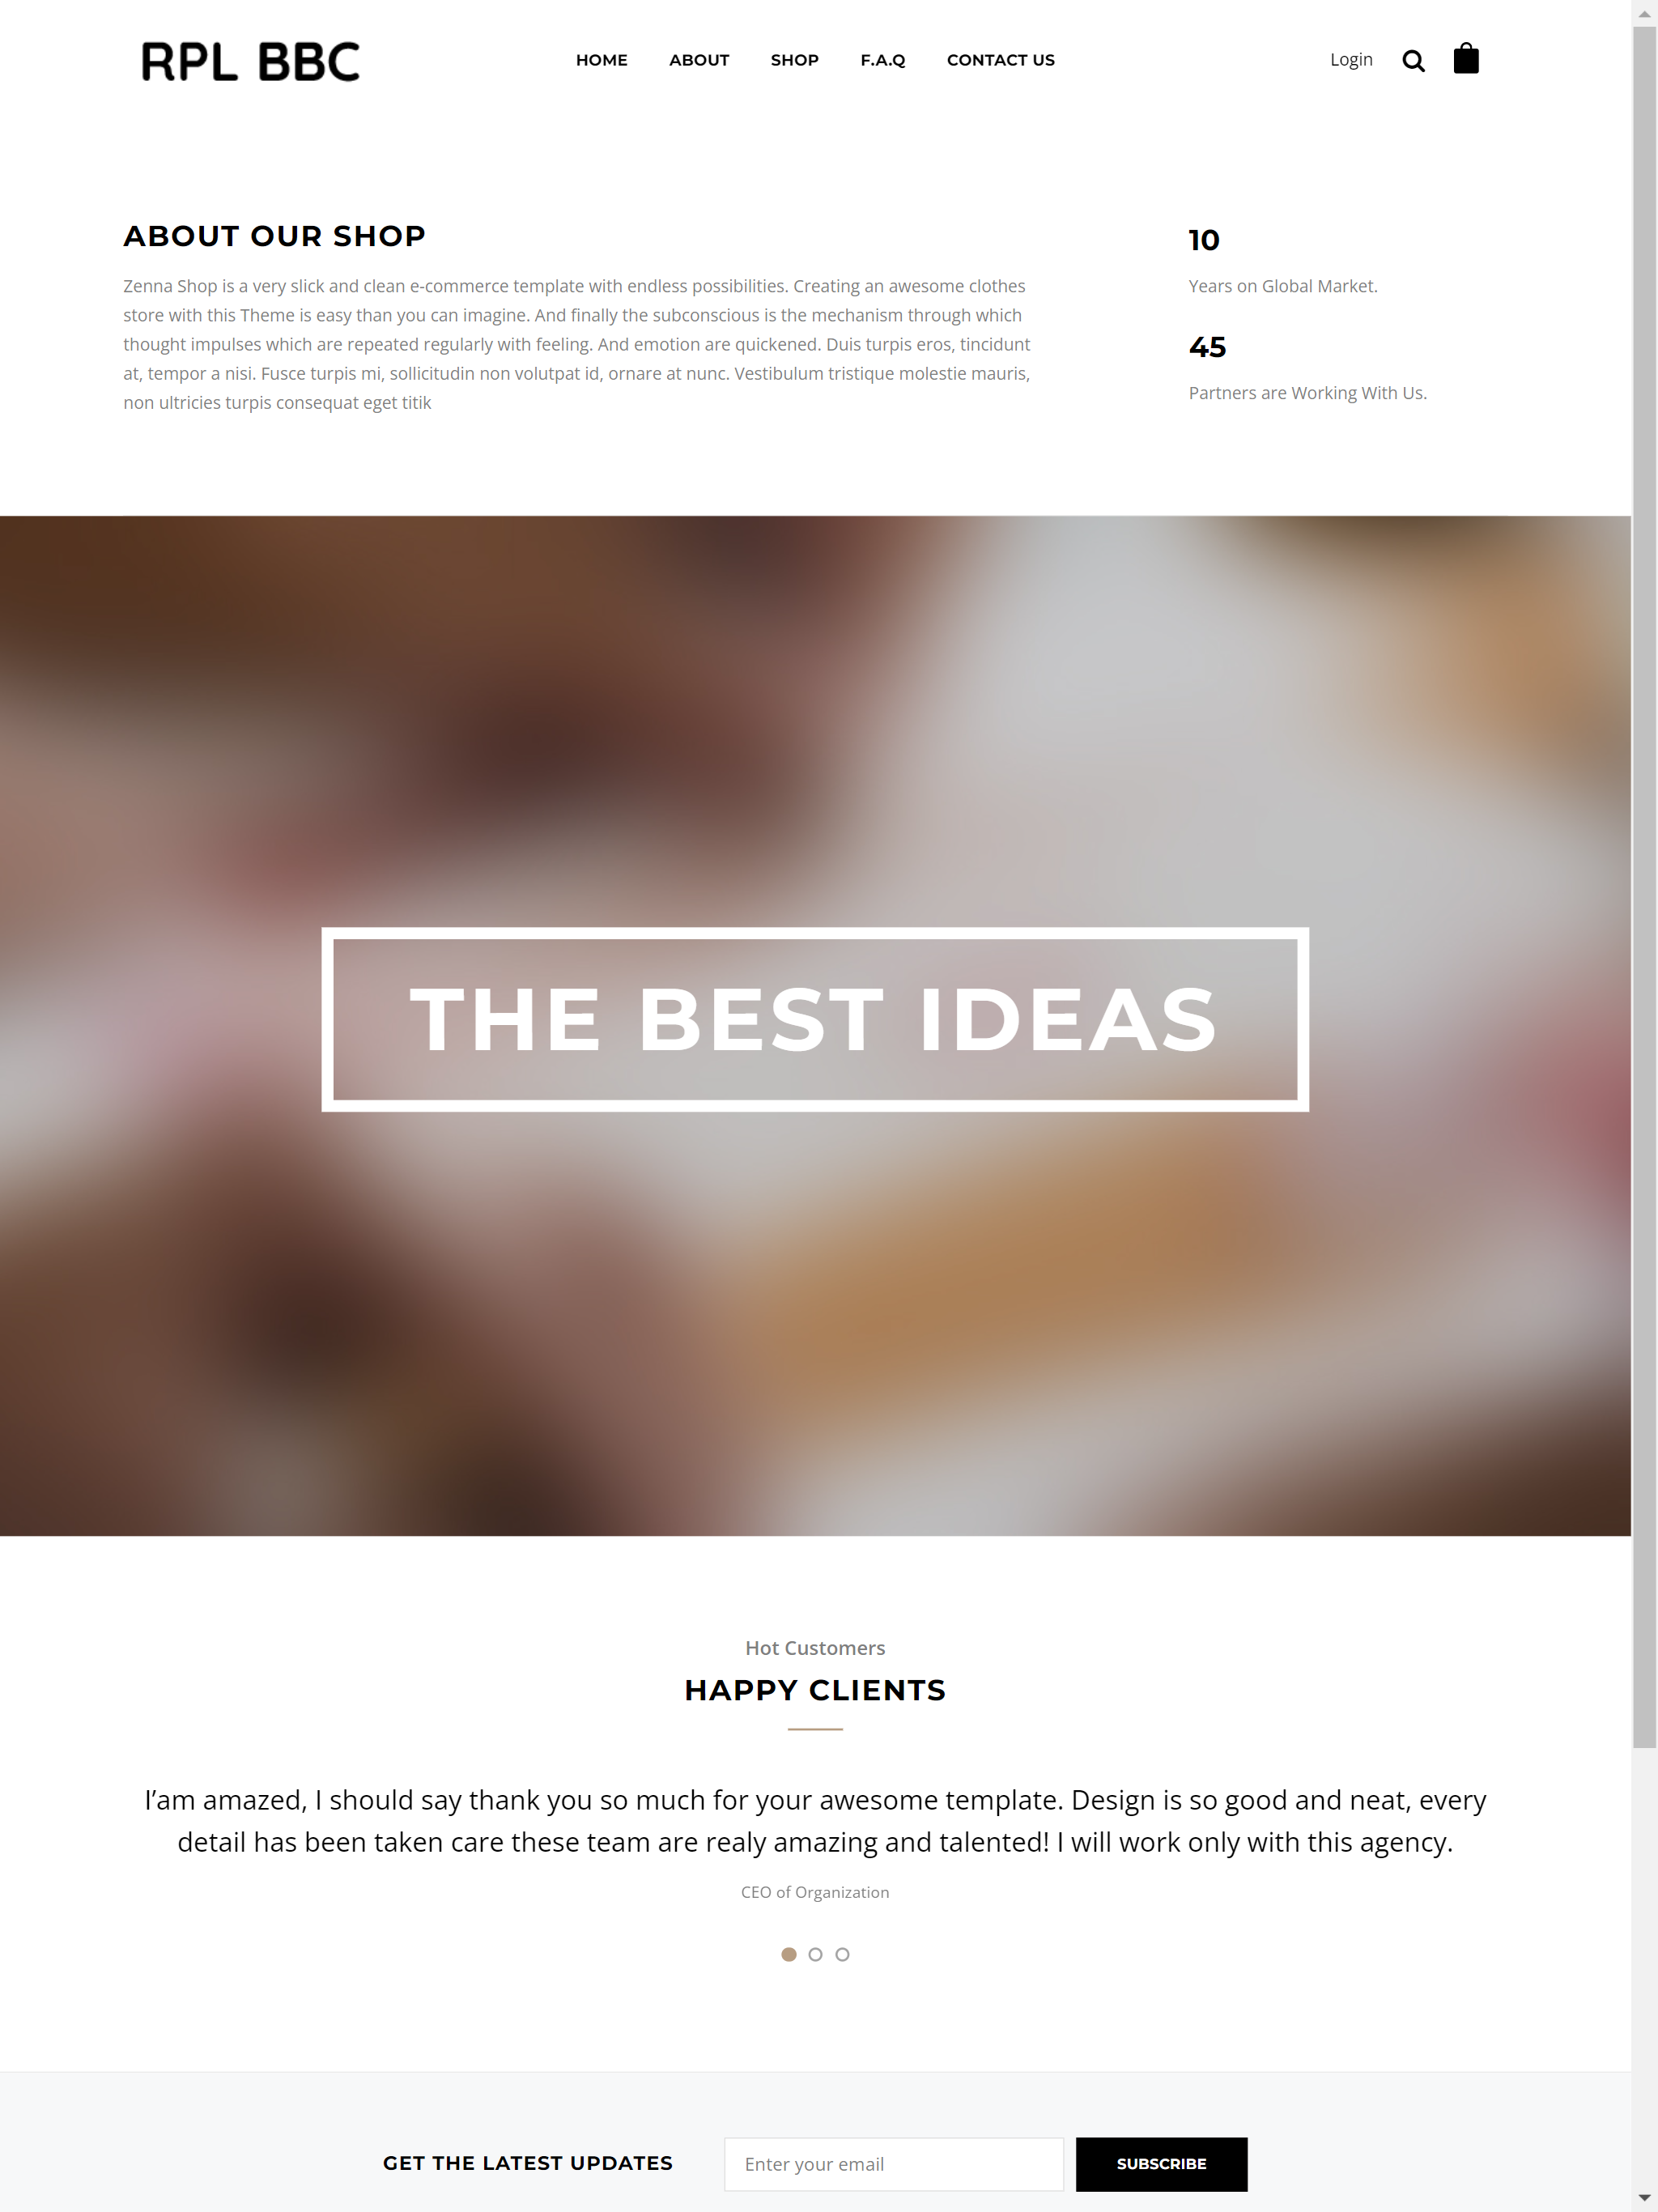 RPL BBC
HOME ABOUT SHOP F.A.Q CONTACT US
Login
ABOUT OUR SHOP
Zenna Shop is a very slick and clean e-commerce template with endless possibilities. Creating an awesome clothes
store with this Theme is easy than you can imagine. And finally the subconscious is the mechanism through which
thought impulses which are repeated regularly with feeling. And emotion are quickened. Duis turpis eros, tincidunt
at, tempor a nisi. Fusce turpis mi, sollicitudin non volutpat id, ornare at nunc. Vestibulum tristique molestie mauris,
non ultricies turpis consequat eget titik
10
Years on Global Market.
45
Partners are Working With Us.
THE BEST IDEAS
Hot Customers
HAPPY CLIENTS
I’am amazed, I should say thank you so much for your awesome template. Design is so good and neat, every
detail has been taken care these team are realy amazing and talented! I will work only with this agency.
CEO of Organization
GET THE LATEST UPDATES
Enter your email
SUBSCRIBE